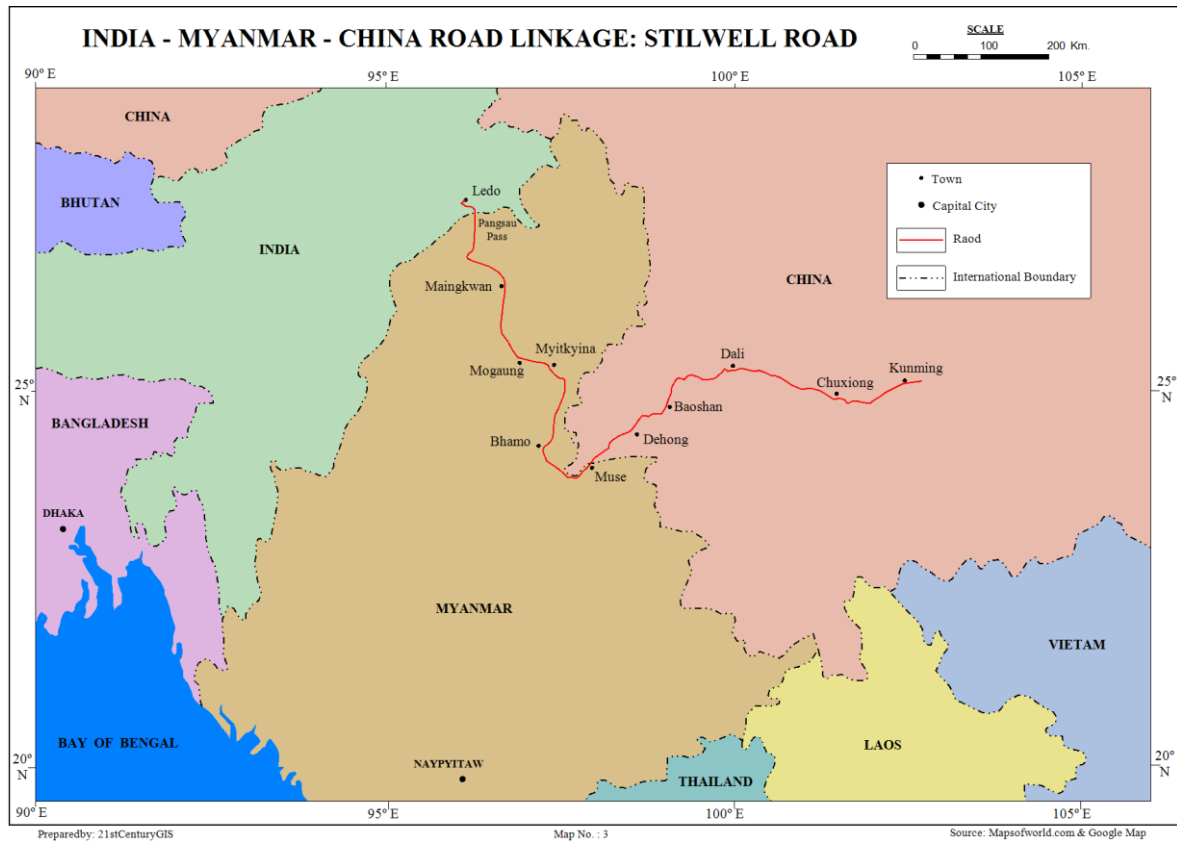 INDIA - MYANMAR - CHINA ROAD LINKAGE: STILWELL ROAD
SCALE
0 100 200 Km.
90° E 95° E 100° E 105° E
CHINA
BHUTAN
INDIA
Ledo
Pangsau
Pass
Maingkwan
CHINA
Town
Capital City
Raod
International Boundary
Myitkyina
Mogaung
Dali
Kunming
Chuxiong
Baoshan
25°
N
25°
N
BANGLADESH
Bhamo
Dehong
Muse
DHAKA
MYANMAR
VIETAM
BAY OF BENGAL
LAOS
NAYPYITAW
THAILAND
20°
N
20°
N
90° E 95° E 100° E 105° E
Preparedby: 21stCenturyGIS
Map No. : 3
Source: Mapsofworld.com & Google Map